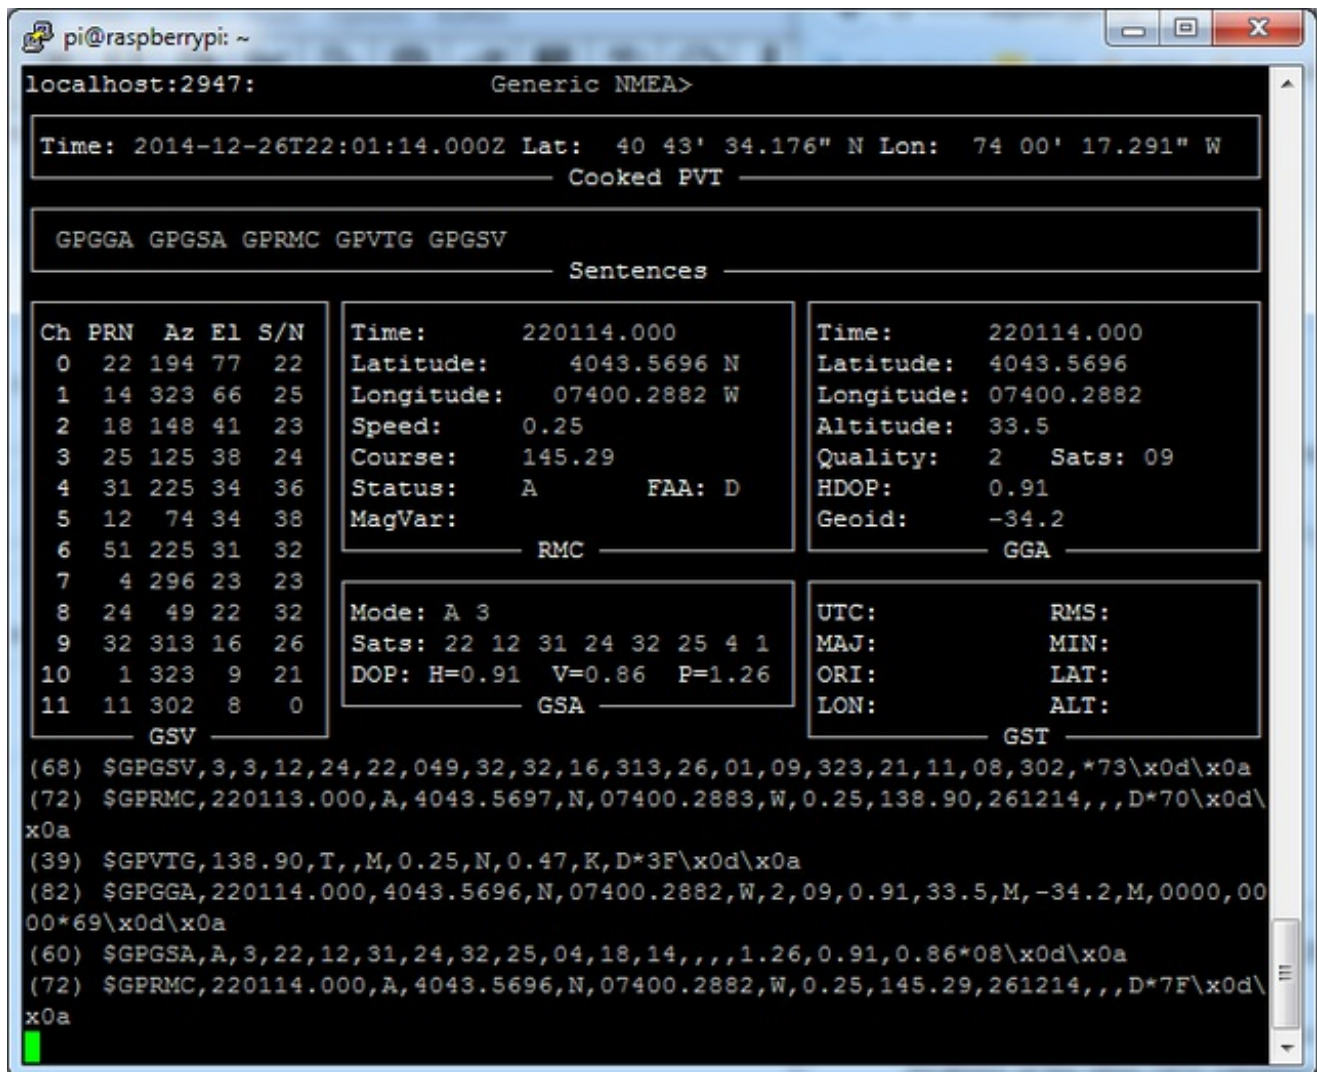 pi@raspberrypi: ~
localhost:2947: Generic NMEA>
Time: 2014-12-26T22:01:14.000Z Lat: 40 43' 34.176" N Lon: 74 00' 17.291" W
Cooked PVT
GPGGA GPGSA GPRMC GPVTG GPGSV
Sentences
Ch PRN Az El S/N
0 22 194 77 22
1 14 323 66 25
2 18 148 41 23
3 25 125 38 24
4 31 225 34 36
5 12 74 34 38
6 51 225 31 32
7 4 296 23 23
8 24 49 22 32
9 32 313 16 26
10 1 323 9 21
11 11 302 8 0
GSV
Time: 220114.000
Latitude: 4043.5696 N
Longitude: 07400.2882 W
Speed: 0.25
Course: 145.29
Status: A FAA: D
MagVar:
RMC
Time: 220114.000
Latitude: 4043.5696
Longitude: 07400.2882
Altitude: 33.5
Quality: 2 Sats: 09
HDOP: 0.91
Geoid: -34.2
GGA
Mode: A 3
Sats: 22 12 31 24 32 25 4 1
DOP: H=0.91 V=0.86 P=1.26
GSA
UTC: RMS:
MAJ: MIN:
ORI: LAT:
LON: ALT:
GST
(68) $GPGSV,3,3,12,24,22,049,32,32,16,313,26,01,09,323,21,11,08,302,*73\x0d\x0a
(72) $GPRMC,220113.000,A,4043.5697,N,07400.2883,W,0.25,138.90,261214,,,D*70\x0d\
x0a
(39) $GPVTG,138.90,T,,M,0.25,N,0.47,K,D*3F\x0d\x0a
(82) $GPGGA,220114.000,4043.5696,N,07400.2882,W,2,09,0.91,33.5,M,-34.2,M,0000,00
00*69\x0d\x0a
(60) $GPGSA,A,3,22,12,31,24,32,25,04,18,14,,,,1.26,0.91,0.86*08\x0d\x0a
(72) $GPRMC,220114.000,A,4043.5696,N,07400.2882,W,0.25,145.29,261214,,,D*7F\x0d\
x0a